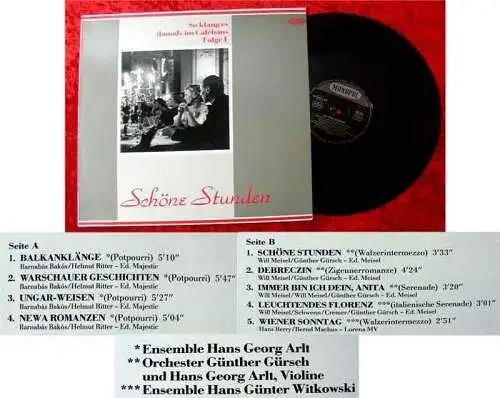 So klang es
damals im Caféhaus
Folge 1
Schöne Stunden
MONOPOL
Seite A
1. BALKANKLÄNGE *(Potpourri) 5'10"
Barnabás Bakós/Helmut Ritter – Ed. Majestic
2. WARSCHAUER GESCHICHTEN *(Potpourri) 5'47"
Barnabás Bakós/Helmut Ritter – Ed. Majestic
3. UNGAR-WEISEN *(Potpourri) 5'27"
Barnabás Bakós/Helmut Ritter – Ed. Majestic
4. NEWA ROMANZEN *(Potpourri) 5'04"
Barnabás Bakós/Helmut Ritter – Ed. Majestic
Seite B
1. SCHÖNE STUNDEN **(Walzerintermezzo) 3'33"
Will Meisel/Günther Gürsch – Ed. Meisel
2. DEBRECZIN **(Zigeunerromanze) 4'24"
Will Meisel/Günther Gürsch – Ed. Meisel
3. IMMER BIN ICH DEIN, ANITA **(Serenade) 3'20"
Will Meisel/Will Meisel/Günther Gürsch – Ed. Meisel
4. LEUCHTENDES FLORENZ ***(italienische Serenade) 3'01"
Will Meisel/Schwenn/Cremer/Günther Gürsch – Ed. Meisel
5. WIENER SONNTAG ***(Walzerintermezzo) 2'51"
Hans Berry/Bernd Machus – Lorena MV
*Ensemble Hans Georg Arlt
**Orchester Günther Gürsch
und Hans Georg Arlt, Violine
***Ensemble Hans Günter Witkowski